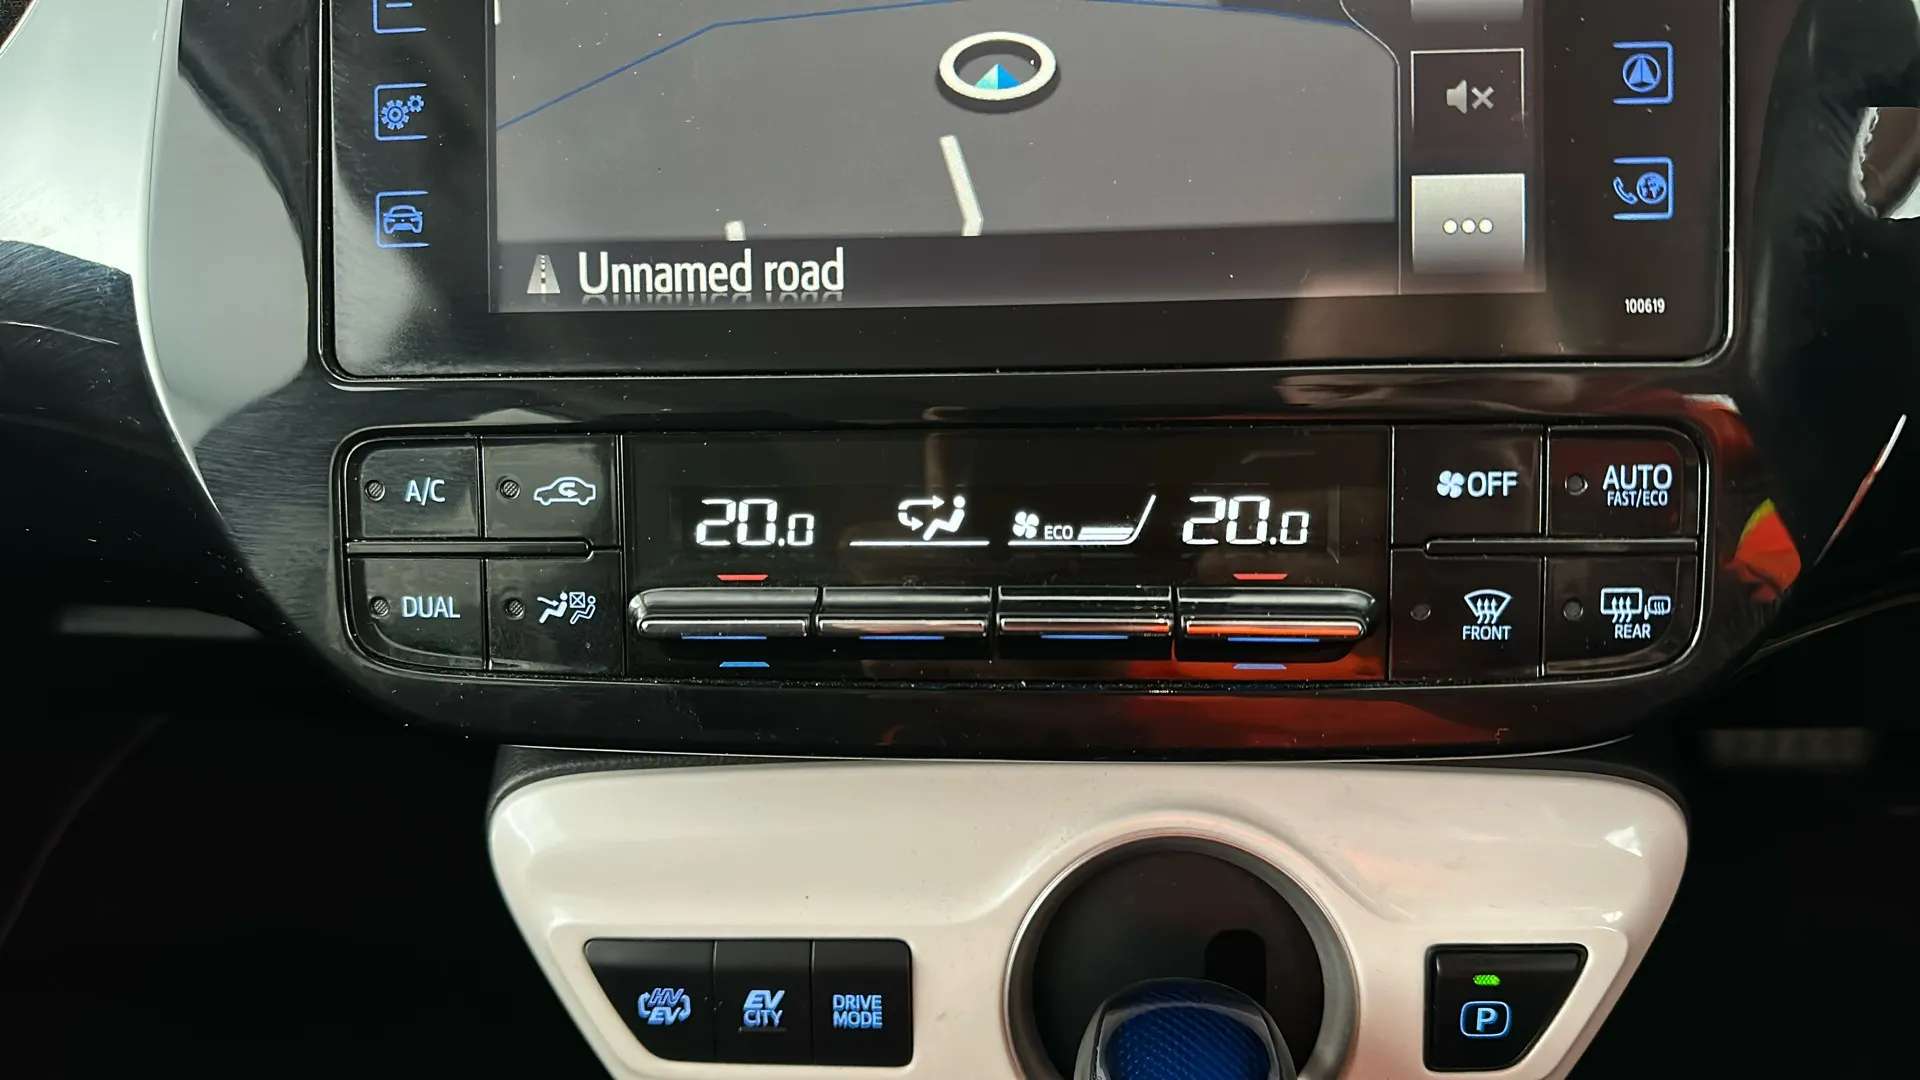 Unnamed road
100619
A/C
20.0
ECO
20.0
OFF
AUTO
FAST/ECO
DUAL
FRONT
REAR
HV
EV
EV
CITY
DRIVE
MODE
P